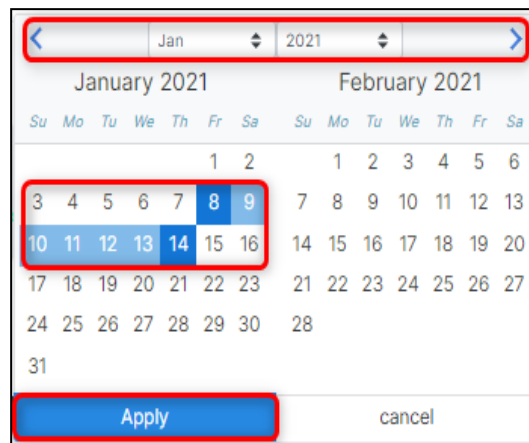 Jan 2021
January 2021 February 2021
Su Mo Tu We Th Fr Sa Su Mo Tu We Th Fr Sa
1 2 1 2 3 4 5 6
3 4 5 6 7 8 9 7 8 9 10 11 12 13
10 11 12 13 14 15 16 14 15 16 17 18 19 20
17 18 19 20 21 22 23 21 22 23 24 25 26 27
24 25 26 27 28 29 30 28
31
Apply cancel